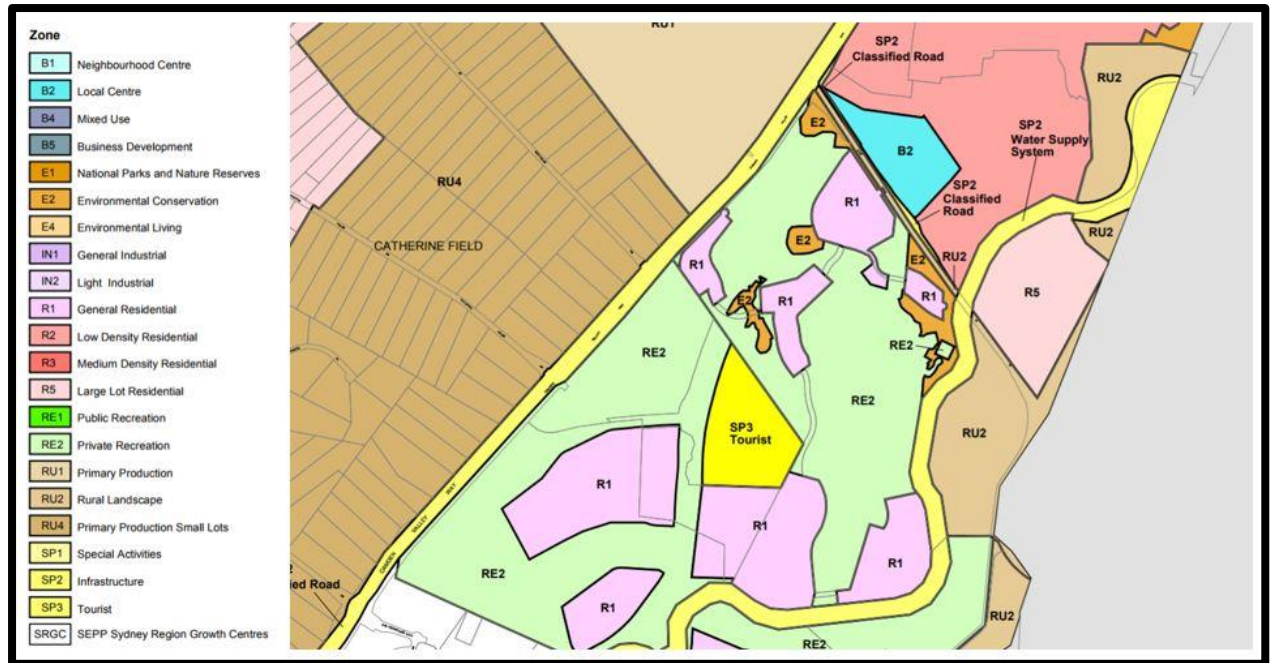 Zone
B1 Neighbourhood Centre
B2 Local Centre
B4 Mixed Use
B5 Business Development
E1 National Parks and Nature Reserves
E2 Environmental Conservation
E4 Environmental Living
IN1 General Industrial
IN2 Light Industrial
R1 General Residential
R2 Low Density Residential
R3 Medium Density Residential
R5 Large Lot Residential
RE1 Public Recreation
RE2 Private Recreation
RU1 Primary Production
RU2 Rural Landscape
RU4 Primary Production Small Lots
SP1 Special Activities
SP2 Infrastructure
SP3 Tourist
SRGC SEPP Sydney Region Growth Centres
RU1
SP2
Classified Road
RU2
E2
B2
SP2
Water Supply
System
RU4
R1
SP2
Classified
Road
RU2
CATHERINE FIELD
E2
E2
RU2
R1
R1
R5
E2
R1
RE2
RE2
RE2
SP3
Tourist
RU2
R1
R1
R1
CAMDEN VALLEY WAY
RE2
ied Road
R1
RE2
RU2